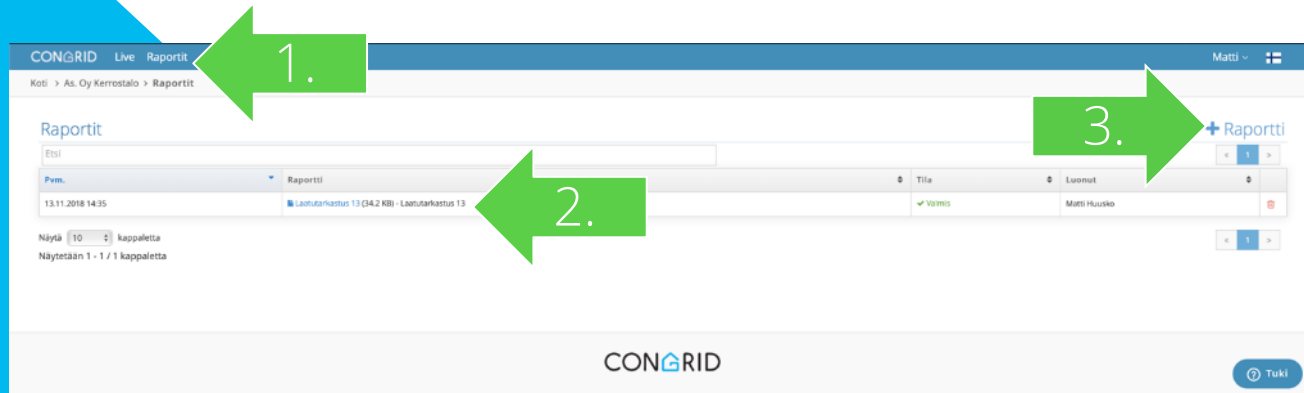 CONGRID Live Raportit 1. Matti
Koti > As. Oy Kerrostalo > Raportit
3.
Raportit + Raportti
Etsi « 1 »
Pvm. Raportti Tila Luonut
13.11.2018 14:35 Laatutarkastus 13 (34.2 KB) - Laatutarkastus 13 2. Valmis Matti Huusko
Näytä 10 kappaletta « 1 »
Näytetään 1 - 1 / 1 kappaletta
CONGRID
Tuki